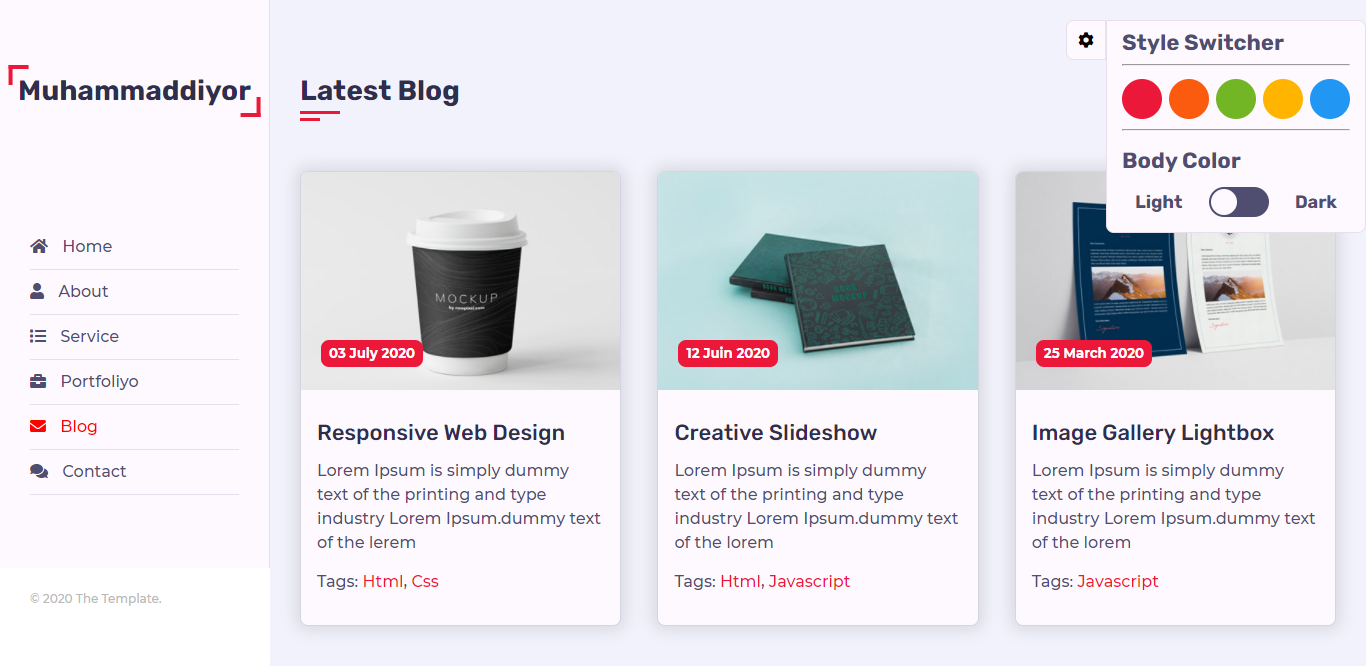 Muhammaddiyor
Home
About
Service
Portfoliyo
Blog
Contact
© 2020 The Template.
Latest Blog
Style Switcher
Body Color
Light
Dark
MOCKUP
03 July 2020
Responsive Web Design
Lorem Ipsum is simply dummy
text of the printing and type
industry Lorem Ipsum.dummy text
of the lerem
Tags: Html, Css
12 Juin 2020
Creative Slideshow
Lorem Ipsum is simply dummy
text of the printing and type
industry Lorem Ipsum.dummy text
of the lorem
Tags: Html, Javascript
25 March 2020
Image Gallery Lightbox
Lorem Ipsum is simply dummy
text of the printing and type
industry Lorem Ipsum.dummy text
of the lorem
Tags: Javascript